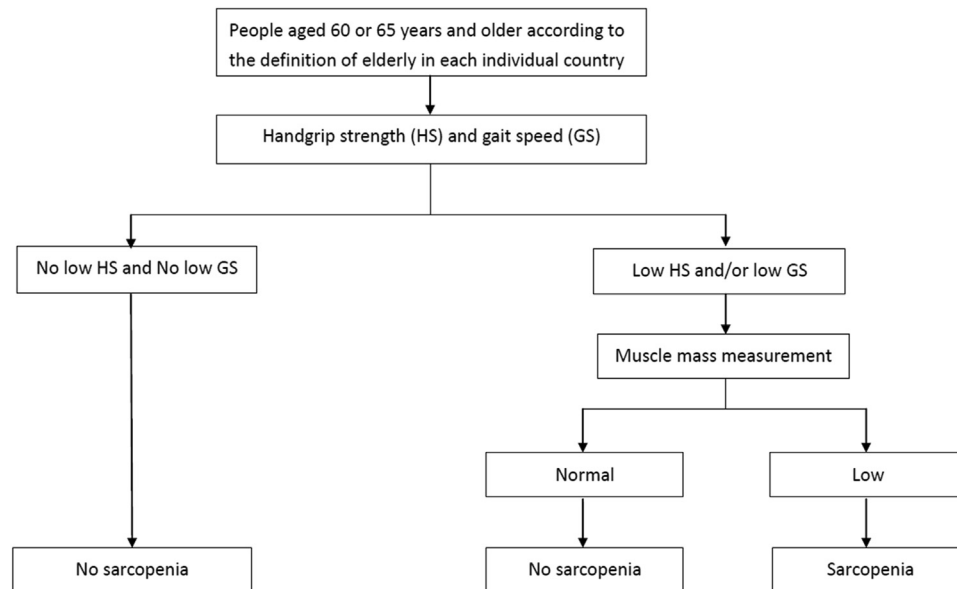 People aged 60 or 65 years and older according to
the definition of elderly in each individual country
Handgrip strength (HS) and gait speed (GS)
No low HS and No low GS
Low HS and/or low GS
Muscle mass measurement
Normal
Low
No sarcopenia
No sarcopenia
Sarcopenia